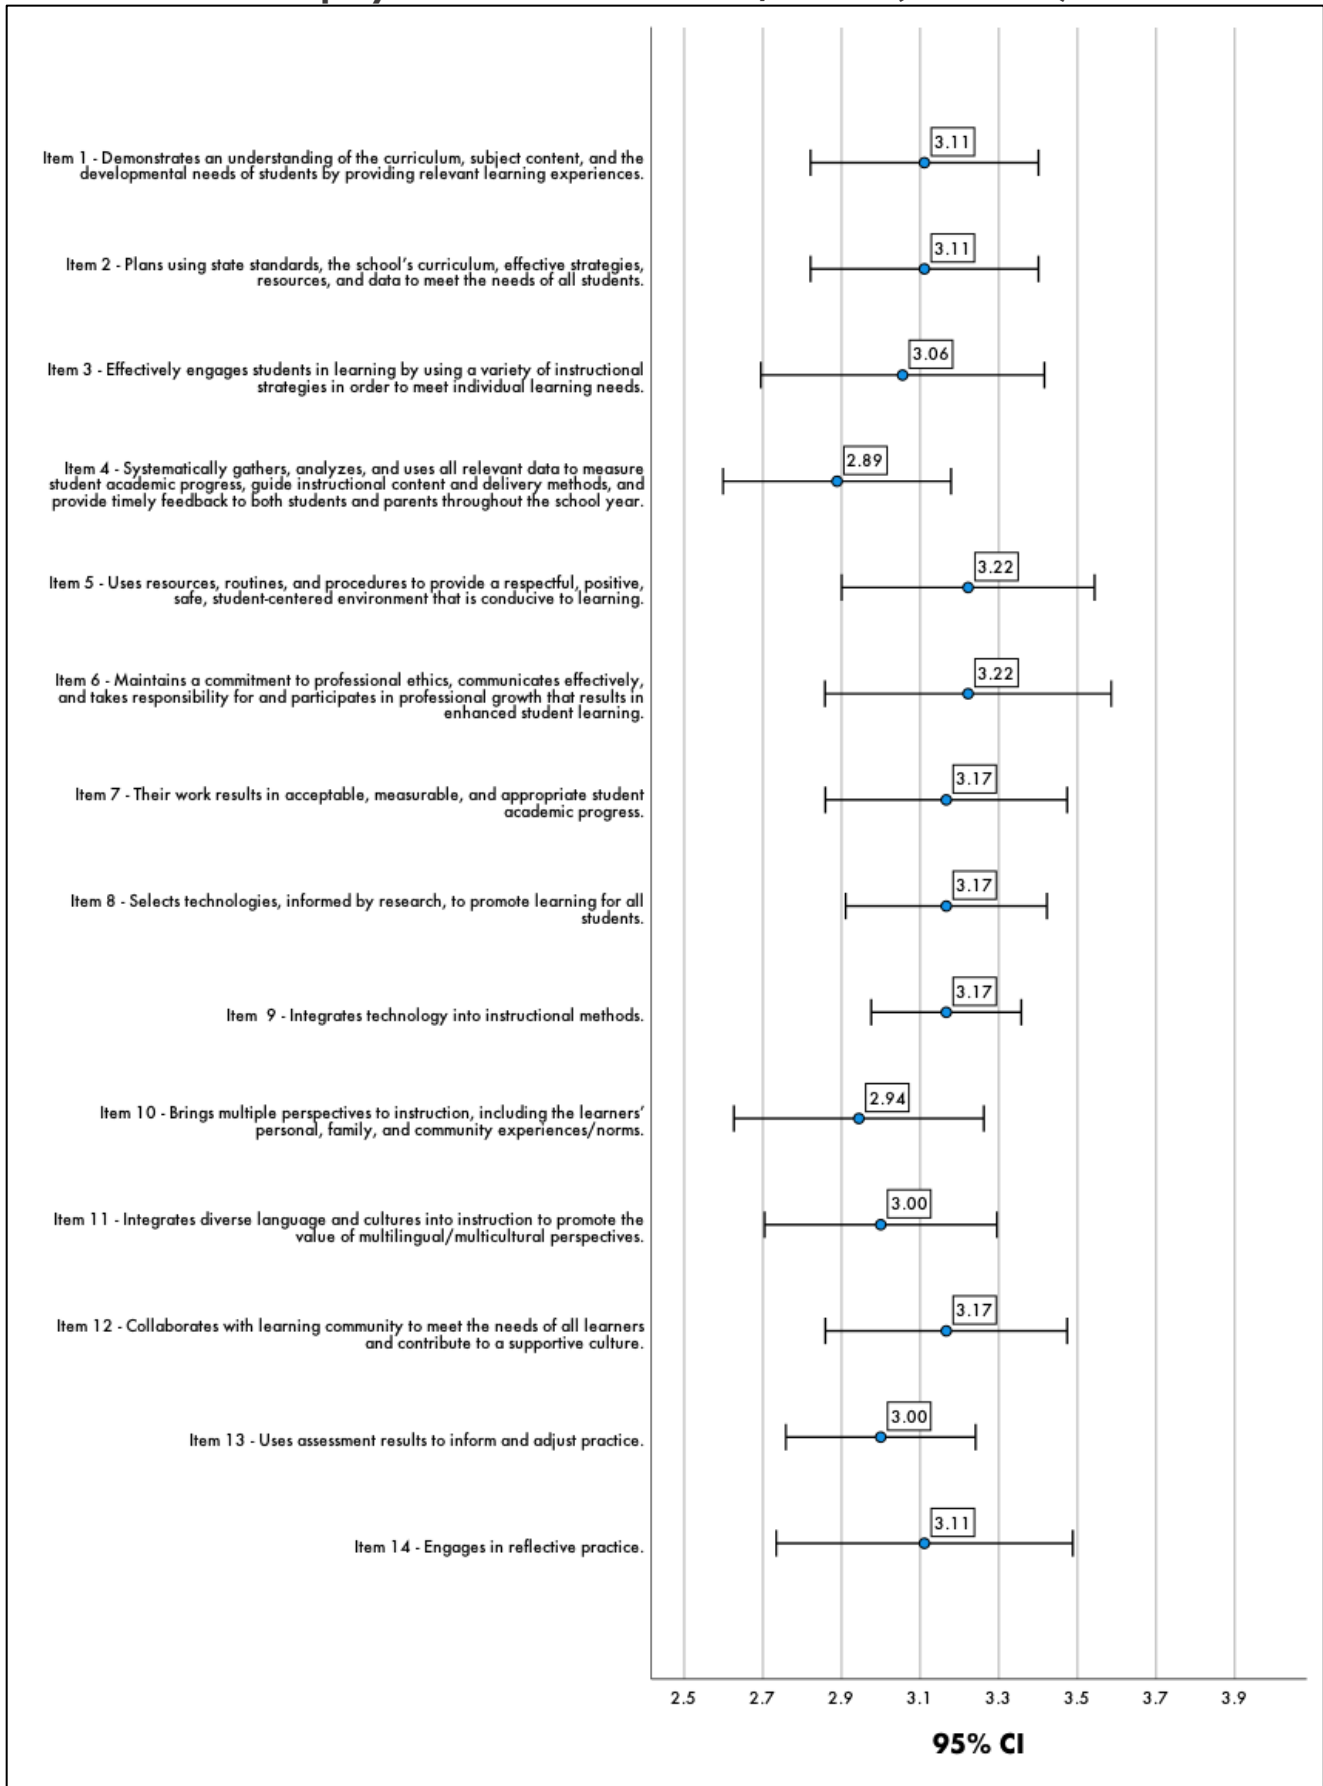 Item 1 - Demonstrates an understanding of the curriculum, subject content, and the
developmental needs of students by providing relevant learning experiences.
3.11
Item 2 - Plans using state standards, the school's curriculum, effective strategies,
resources, and data to meet the needs of all students.
3.11
Item 3 - Effectively engages students in learning by using a variety of instructional
strategies in order to meet individual learning needs.
3.06
Item 4 - Systematically gathers, analyzes, and uses all relevant data to measure
student academic progress, guide instructional content and delivery methods, and
provide timely feedback to both students and parents throughout the school year.
2.89
Item 5 - Uses resources, routines, and procedures to provide a respectful, positive,
safe, student-centered environment that is conducive to learning.
3.22
Item 6 - Maintains a commitment to professional ethics, communicates effectively,
and takes responsibility for and participates in professional growth that results in
enhanced student learning.
3.22
Item 7 - Their work results in acceptable, measurable, and appropriate student
academic progress.
3.17
Item 8 - Selects technologies, informed by research, to promote learning for all
students.
3.17
Item 9 - Integrates technology into instructional methods.
3.17
Item 10 - Brings multiple perspectives to instruction, including the learners'
personal, family, and community experiences/norms.
2.94
Item 11 - Integrates diverse language and cultures into instruction to promote the
value of multilingual/multicultural perspectives.
3.00
Item 12 - Collaborates with learning community to meet the needs of all learners
and contribute to a supportive culture.
3.17
Item 13 - Uses assessment results to inform and adjust practice.
3.00
Item 14 - Engages in reflective practice.
3.11
2.5 2.7 2.9 3.1 3.3 3.5 3.7 3.9
95% CI